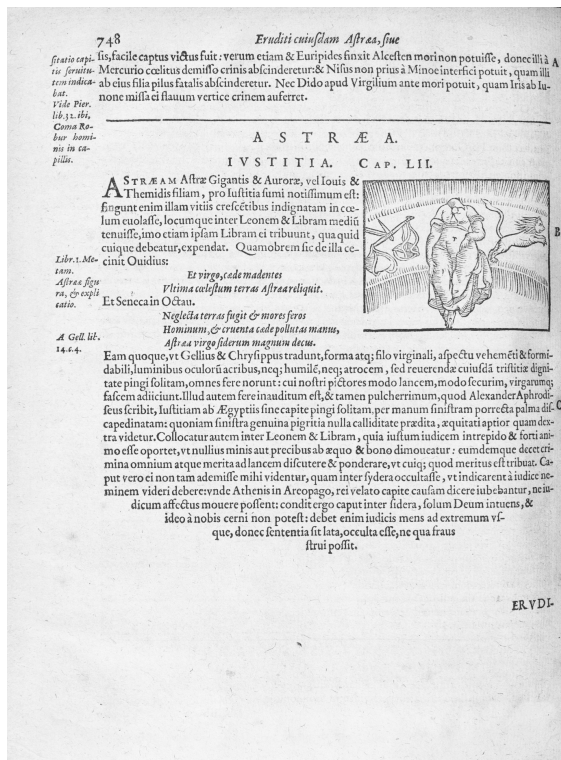 748
Eruditi cuiusdam Astræa, siue
sitatio capi-
tis seruitu-
tem indica-
bat.
Vide Pier.
lib.32.ibi,
Coma Ro-
bur homi-
nis in ca-
pillis.
sis,facile captus victus fuit: verum etiam & Euripides finxit Alcesten mori non potuisse, donec illi à
Mercurio cœlitus demisso crinis abscinderetur:& Nisus non prius à Minoe interfici potuit, quam illi
ab eius filia pilus fatalis abscinderetur. Nec Dido apud Virgilium ante mori potuit, quam Iris ab Iu-
none missa ei flauum vertice crinem auferret.
A
ASTRÆA.
IVSTITIA. CAP. LII.
ASTRÆAM Astræi Gigantis & Auroræ, vel Iouis &
Themidis filiam, pro Iustitia sumi notissimum est:
fingunt enim illam vitiis crescētibus indignatam in cœ-
lum euolasse, locumque inter Leonem & Libram mediū
tenuisse,imo etiam ipsam Libram ei tribuunt, qua quid
cuique debeatur, expendat. Quamobrem sic de illa ce-
cinit Ouidius:
B
Libr.1.Me-
tam.
Astrææ figu
ra, & expli
catio.
Et virgo,cæde madentes
Vltima cœlestum terras Astræa reliquit.
Et Seneca in Octau.
Neglecta terras fugit & mores feros
Hominum,& cruenta cæde pollutas manus,
Astræa virgo siderum magnum decus.
A Gell. lib.
14.c.4.
Eam quoque,vt Gellius & Chrysippus tradunt,forma atq; filo virginali, aspectu vehemēti & formi-
dabili,luminibus oculorū acribus,neq; humilē,neq; atrocem, sed reuerendæ cuiusdā tristitiæ digni-
tate pingi solitam,omnes fere norunt: cui nostri pictores modo lancem,modo securim, virgarumq;
fascem adiiciunt.Illud autem fere inauditum est,& tamen pulcherrimum,quod Alexander Aphrodi-
seus scribit, Iustitiam ab Ægyptiis sine capite pingi solitam, per manum sinistram porrecta palma dis-
capedinatam: quoniam sinistra genuina pigritia nulla calliditate prædita, æquitati aptior quam dex-
tra videtur.Collocatur autem inter Leonem & Libram, quia iustum iudicem intrepido & forti ani-
mo esse oportet,vt nullius minis aut precibus ab æquo & bono dimoueatur: eumdemque decet cri-
mina omnium atque merita ad lancem discutere & ponderare, vt cuiq; quod meritus est tribuat. Ca-
put vero ei non tam ademisse mihi videntur, quam inter sydera occultasse, vt indicarent à iudice ne-
minem videri debere:vnde Athenis in Areopago, rei velato capite causam dicere iubebantur, ne iu-
dicum affectus mouere possent: condit ergo caput inter sidera, solum Deum intuens, &
ideo à nobis cerni non potest: debet enim iudicis mens ad extremum vs-
que, donec sententia sit lata,occulta esse,ne qua fraus
strui possit.
C
ERVDI-